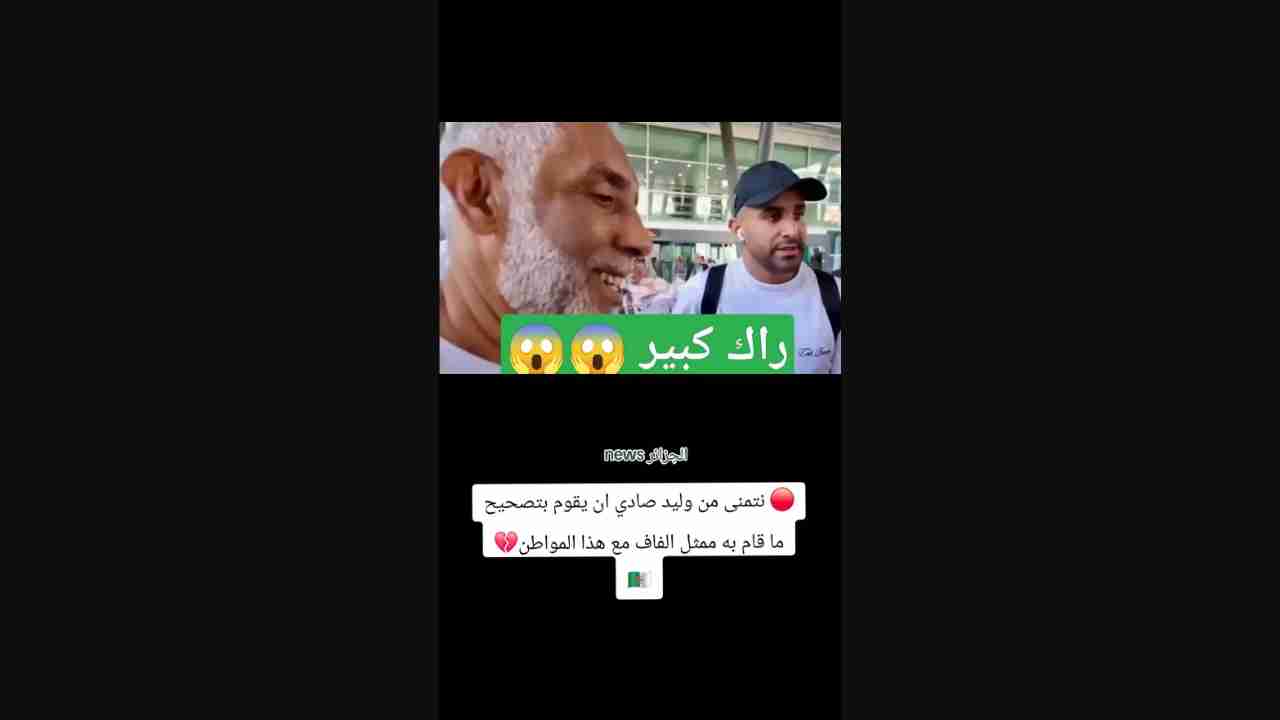 راك كبير 😱😱
الجزائر news
🔴 نتمنى من وليد صادي ان يقوم بتصحيح
ما قام به ممثل الفاف مع هذا المواطن💔
🇩🇿